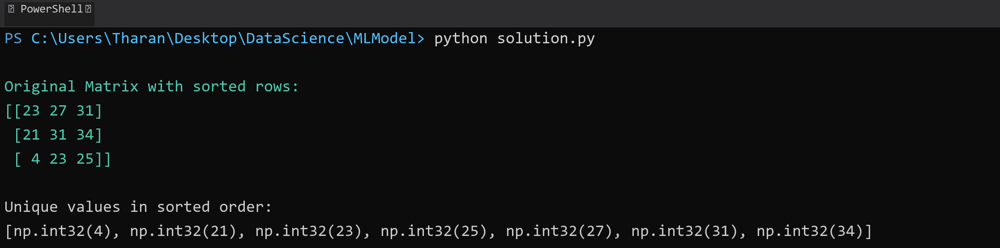 PowerShell
PS C:\Users\Tharan\Desktop\DataScience\MLModel> python solution.py
Original Matrix with sorted rows:
[[23 27 31]
 [21 31 34]
 [ 4 23 25]]
Unique values in sorted order:
[np.int32(4), np.int32(21), np.int32(23), np.int32(25), np.int32(27), np.int32(31), np.int32(34)]